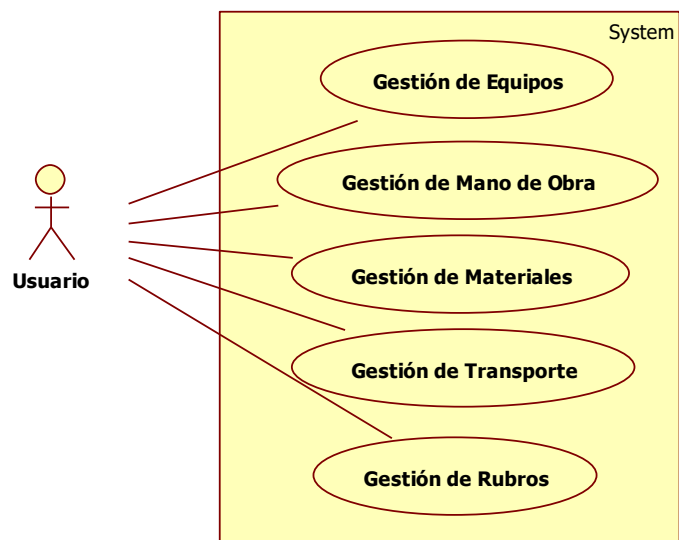 System
Gestión de Equipos
Gestión de Mano de Obra
Gestión de Materiales
Usuario
Gestión de Transporte
Gestión de Rubros